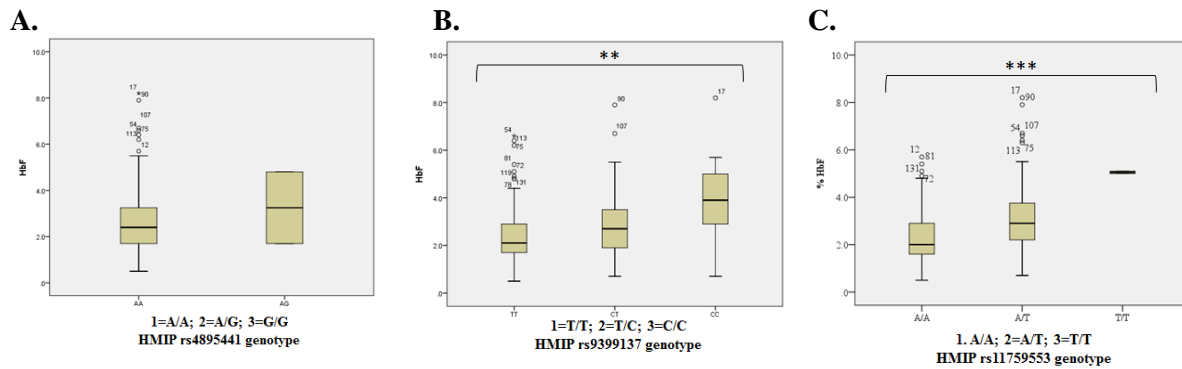 A.
10.0
8.0
6.0
4.0
2.0
.0
HbF
17 *90
107
54 75
113
12
AA
AG
1=A/A; 2=A/G; 3=G/G
HMIP rs4895441 genotype
B.
**
10.0
8.0
6.0
4.0
2.0
.0
HbF
54 *113
75
81 72
119 131
78
90
107
17
TT
CT
CC
1=T/T; 2=T/C; 3=C/C
HMIP rs9399137 genotype
C.
***
10.0
8.0
6.0
4.0
2.0
.0
% HbF
12 81
131
72
17 90
54 107
113 75
A/A
A/T
T/T
1. A/A; 2=A/T; 3=T/T
HMIP rs11759553 genotype